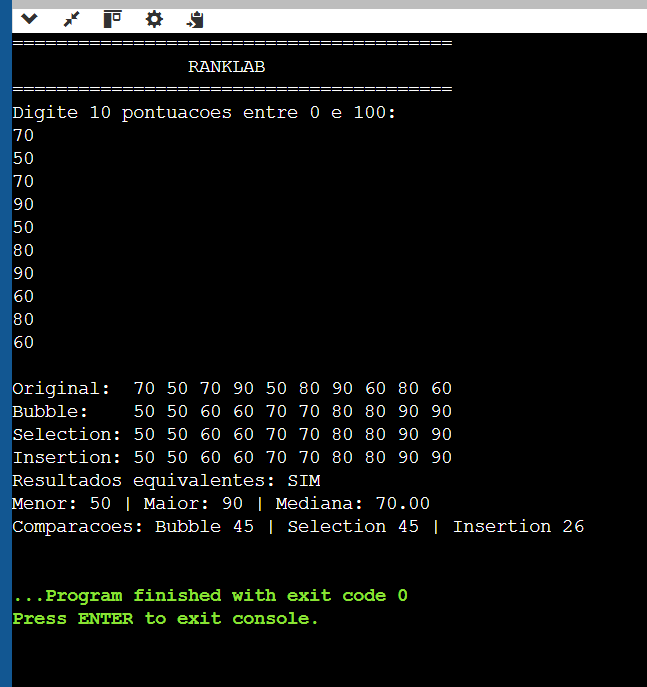 ========================================
RANKLAB
========================================
Digite 10 pontuacoes entre 0 e 100:
70
50
70
90
50
80
90
60
80
60
Original:  70 50 70 90 50 80 90 60 80 60
Bubble:    50 50 60 60 70 70 80 80 90 90
Selection: 50 50 60 60 70 70 80 80 90 90
Insertion: 50 50 60 60 70 70 80 80 90 90
Resultados equivalentes: SIM
Menor: 50 | Maior: 90 | Mediana: 70.00
Comparacoes: Bubble 45 | Selection 45 | Insertion 26
...Program finished with exit code 0
Press ENTER to exit console.